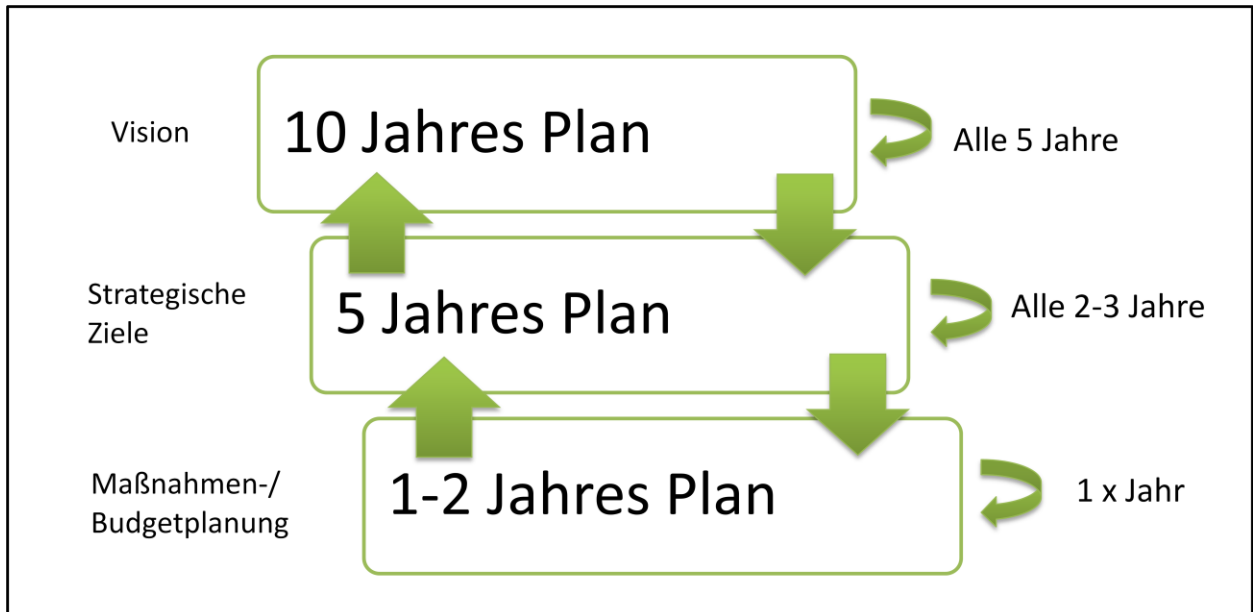 Vision
10 Jahres Plan
Alle 5 Jahre
Strategische
Ziele
5 Jahres Plan
Alle 2-3 Jahre
Maßnahmen-/
Budgetplanung
1-2 Jahres Plan
1 x Jahr